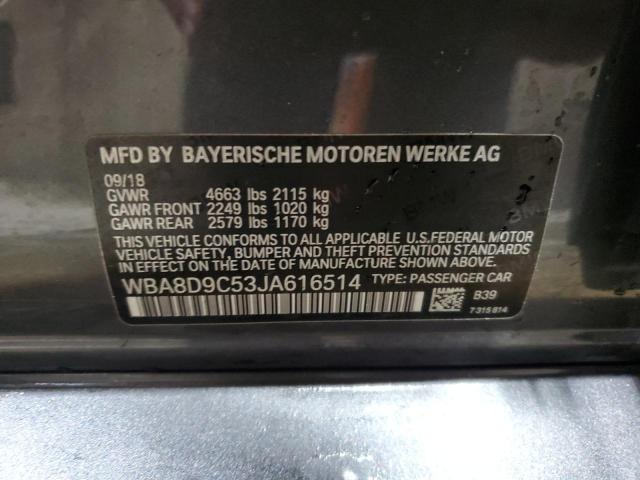 MFD BY BAYERISCHE MOTOREN WERKE AG
09/18
GVWR 4663 lbs 2115 kg
GAWR FRONT 2249 lbs 1020 kg
GAWR REAR 2579 lbs 1170 kg
THIS VEHICLE CONFORMS TO ALL APPLICABLE U.S.FEDERAL MOTOR
VEHICLE SAFETY, BUMPER AND THEFT PREVENTION STANDARDS
IN EFFECT ON THE DATE OF MANUFACTURE SHOWN ABOVE.
WBA8D9C53JA616514 TYPE: PASSENGER CAR
B39
7315814